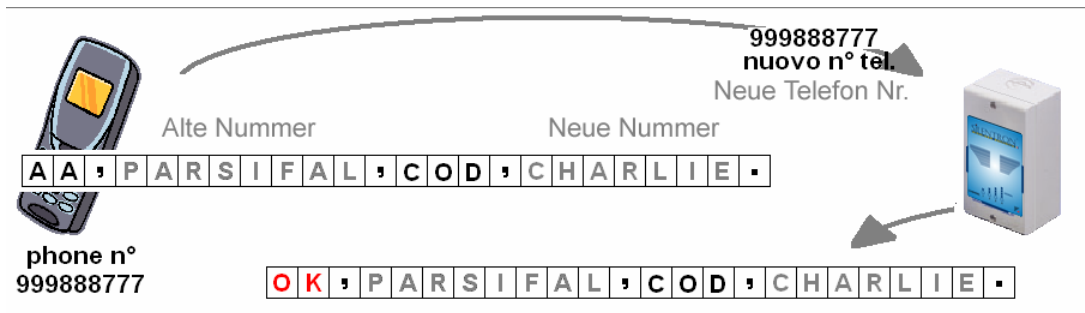 999888777
nuovo n° tel.
Neue Telefon Nr.
Alte Nummer
Neue Nummer
AA,PARSIFAL,COD,CHARLIE.
phone n°
999888777
OK,PARSIFAL,COD,CHARLIE.